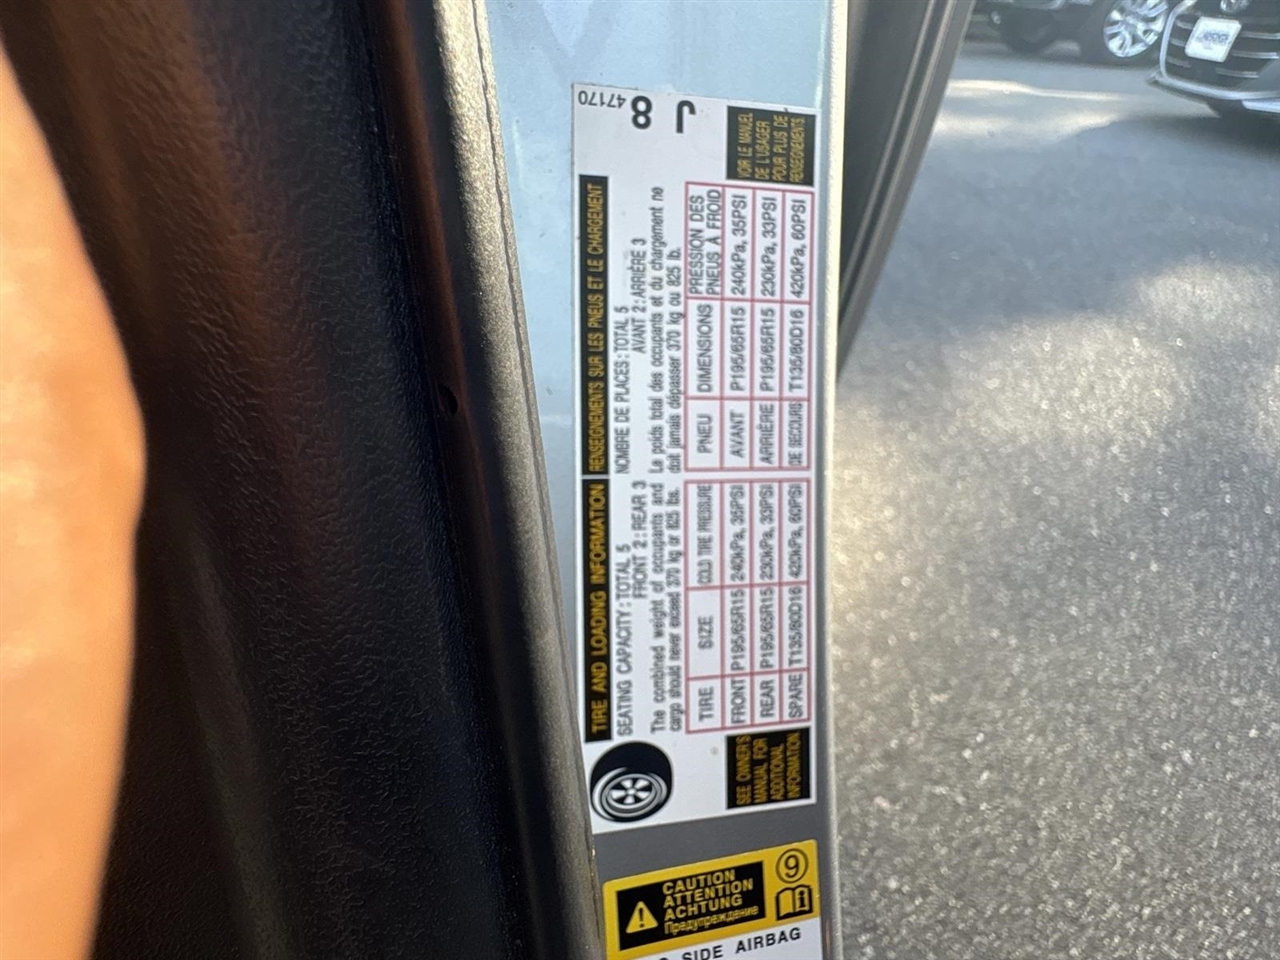 TIRE AND LOADING INFORMATION
RENSEIGNEMENTS SUR LES PNEUS ET LE CHARGEMENT
SEATING CAPACITY: TOTAL 5
FRONT 2: REAR 3
The combined weight of occupants and
cargo should never exceed 370 kg or 825 lbs.
NOMBRE DE PLACES: TOTAL 5
AVANT 2: ARRIÈRE 3
Le poids total des occupants et du chargement ne
doit jamais dépasser 370 kg ou 825 lb.
TIRE SIZE COLD TIRE PRESSURE
FRONT P195/65R15 240kPa, 35PSI
REAR P195/65R15 230kPa, 33PSI
SPARE T135/80D16 420kPa, 60PSI
PNEU DIMENSIONS PRESSION DES
PNEUS À FROID
AVANT P195/65R15 240kPa, 35PSI
ARRIÈRE P195/65R15 230kPa, 33PSI
DE SECOURS T135/80D16 420kPa, 60PSI
SEE OWNER'S
MANUAL FOR
ADDITIONAL
INFORMATION
VOIR LE MANUEL
DE L'USAGER
POUR PLUS DE
RENSEIGNEMENTS.
47170
8
J
CAUTION
ATTENTION
ACHTUNG
Предупреждение
9
i
SIDE AIRBAG